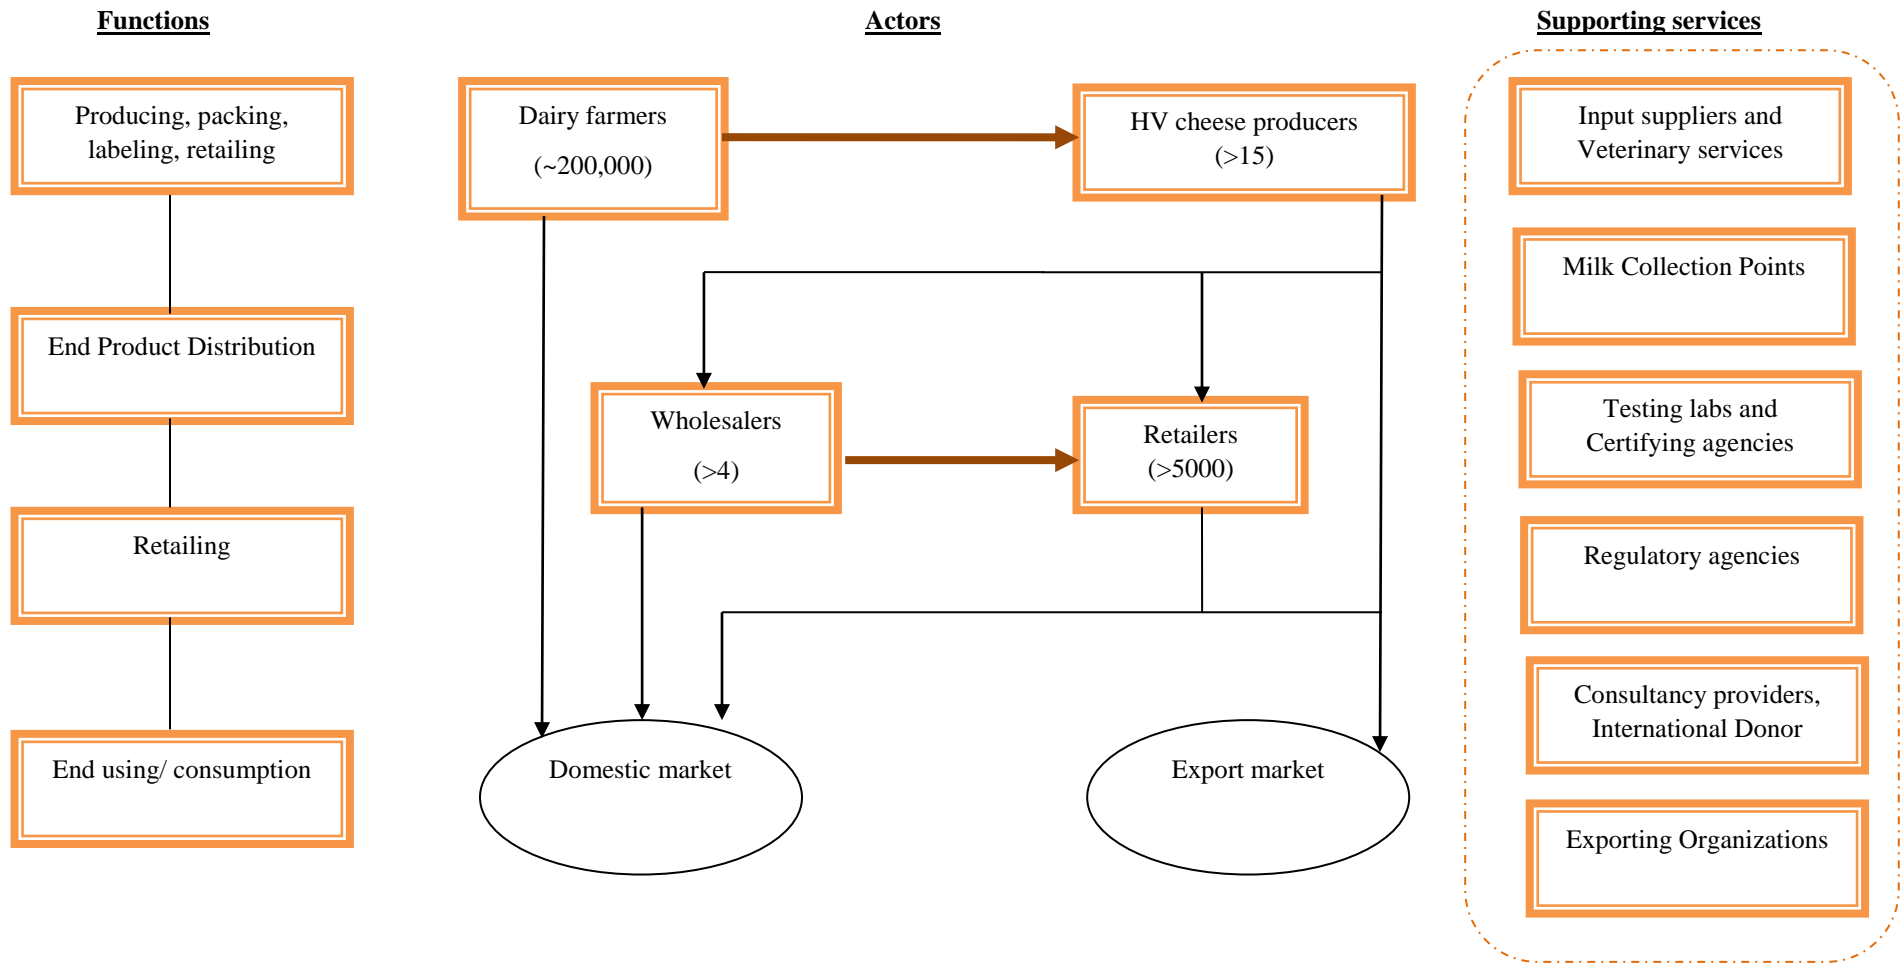 Functions
Actors
Supporting services
Producing, packing,
labeling, retailing
Dairy farmers
(~200,000)
HV cheese producers
(>15)
Input suppliers and
Veterinary services
Milk Collection Points
End Product Distribution
Wholesalers
(>4)
Retailers
(>5000)
Testing labs and
Certifying agencies
Retailing
Regulatory agencies
Consultancy providers,
International Donor
End using/ consumption
Domestic market
Export market
Exporting Organizations